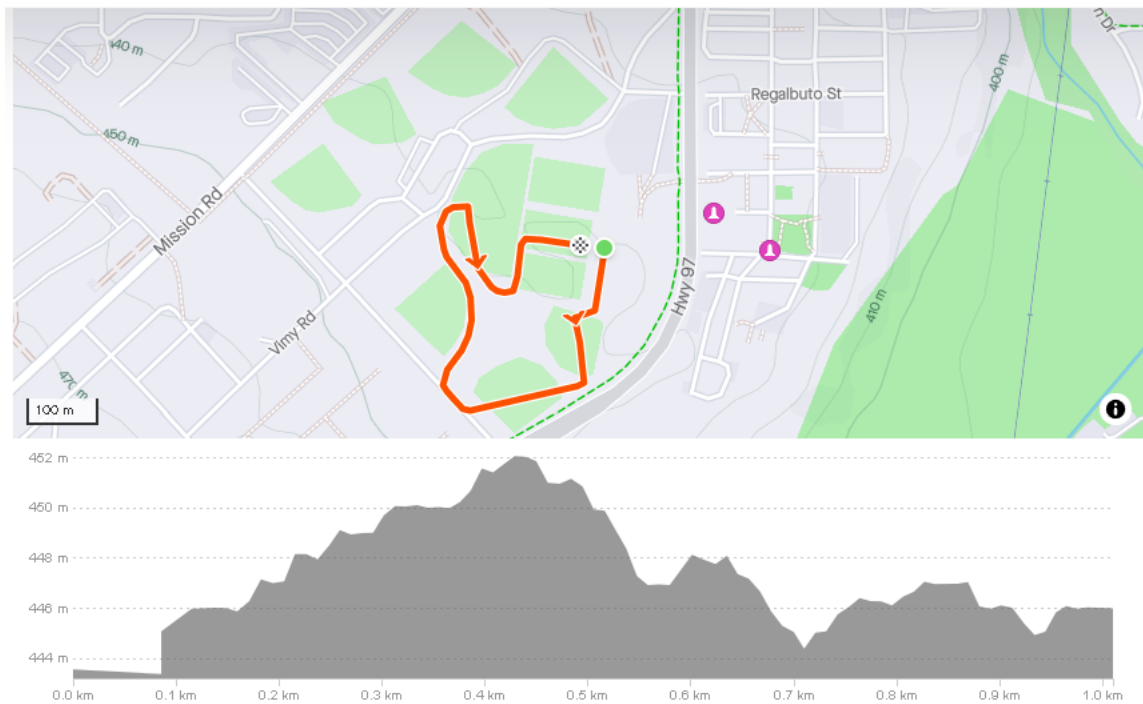 40 m
450 m
Mission Rd
Vimy Rd
470 m
100 m
Regalbuto St
Hwy 97
400 m
410 m
n Dr
452 m
450 m
448 m
446 m
444 m
0.0 km
0.1 km
0.2 km
0.3 km
0.4 km
0.5 km
0.6 km
0.7 km
0.8 km
0.9 km
1.0 km